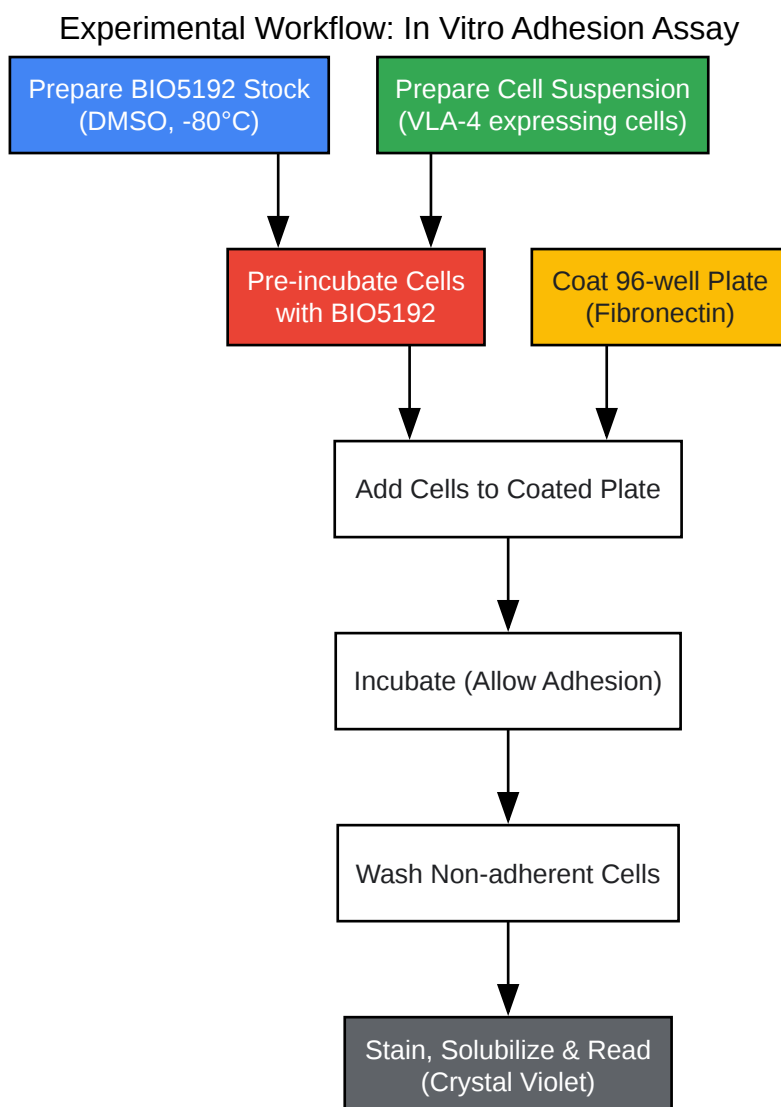 Experimental Workflow: In Vitro Adhesion Assay
Prepare BIO5192 Stock
(DMSO, -80°C)
Prepare Cell Suspension
(VLA-4 expressing cells)
Pre-incubate Cells
with BIO5192
Coat 96-well Plate
(Fibronectin)
Add Cells to Coated Plate
Incubate (Allow Adhesion)
Wash Non-adherent Cells
Stain, Solubilize & Read
(Crystal Violet)